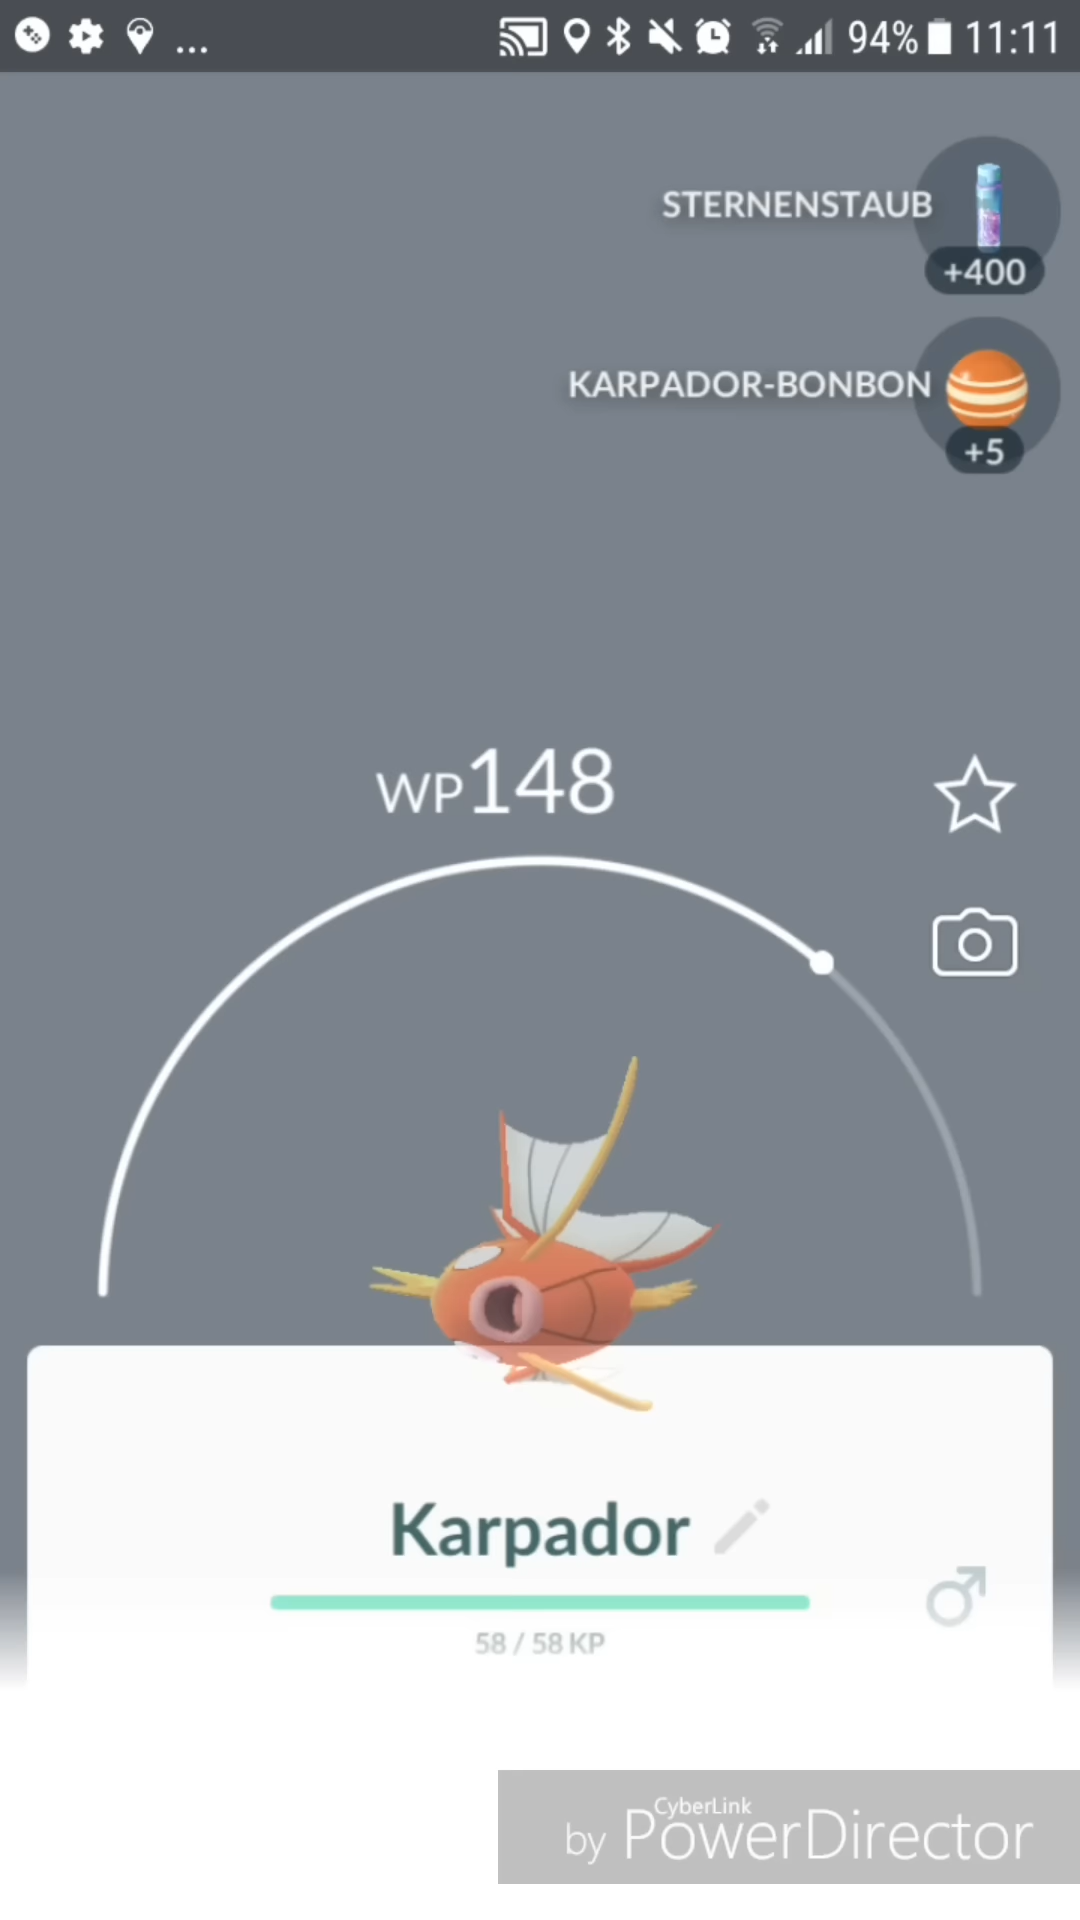 ... 94% 11:11
STERNENSTAUB
+400
KARPADOR-BONBON
+5
WP148
Karpador
58 / 58 KP
CyberLink
by PowerDirector